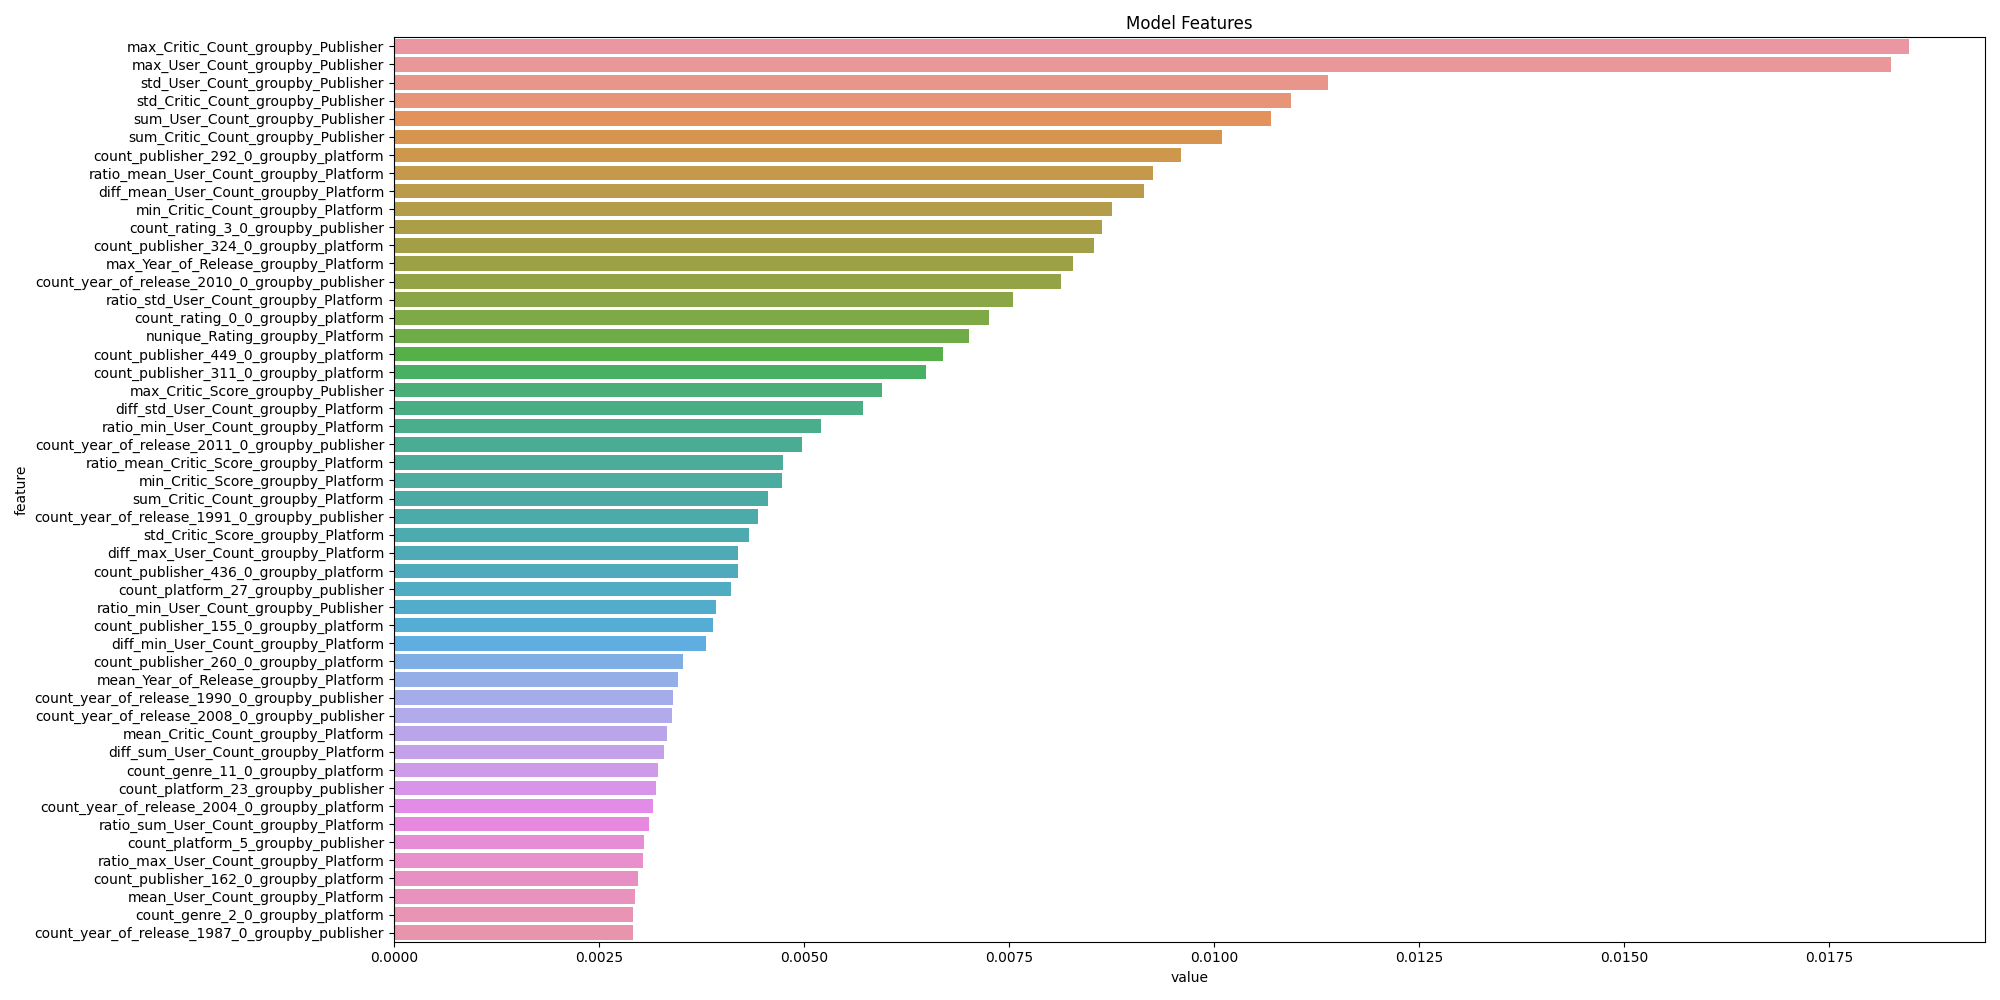 Model Features
max_Critic_Count_groupby_Publisher
max_User_Count_groupby_Publisher
std_User_Count_groupby_Publisher
std_Critic_Count_groupby_Publisher
sum_User_Count_groupby_Publisher
sum_Critic_Count_groupby_Publisher
count_publisher_292_0_groupby_platform
ratio_mean_User_Count_groupby_Platform
diff_mean_User_Count_groupby_Platform
min_Critic_Count_groupby_Platform
count_rating_3_0_groupby_publisher
count_publisher_324_0_groupby_platform
max_Year_of_Release_groupby_Platform
count_year_of_release_2010_0_groupby_publisher
ratio_std_User_Count_groupby_Platform
count_rating_0_0_groupby_platform
nunique_Rating_groupby_Platform
count_publisher_449_0_groupby_platform
count_publisher_311_0_groupby_platform
max_Critic_Score_groupby_Publisher
diff_std_User_Count_groupby_Platform
ratio_min_User_Count_groupby_Platform
count_year_of_release_2011_0_groupby_publisher
ratio_mean_Critic_Score_groupby_Platform
min_Critic_Score_groupby_Platform
sum_Critic_Count_groupby_Platform
count_year_of_release_1991_0_groupby_publisher
std_Critic_Score_groupby_Platform
diff_max_User_Count_groupby_Platform
count_publisher_436_0_groupby_platform
count_platform_27_groupby_publisher
ratio_min_User_Count_groupby_Publisher
count_publisher_155_0_groupby_platform
diff_min_User_Count_groupby_Platform
count_publisher_260_0_groupby_platform
mean_Year_of_Release_groupby_Platform
count_year_of_release_1990_0_groupby_publisher
count_year_of_release_2008_0_groupby_publisher
mean_Critic_Count_groupby_Platform
diff_sum_User_Count_groupby_Platform
count_genre_11_0_groupby_platform
count_platform_23_groupby_publisher
count_year_of_release_2004_0_groupby_platform
ratio_sum_User_Count_groupby_Platform
count_platform_5_groupby_publisher
ratio_max_User_Count_groupby_Platform
count_publisher_162_0_groupby_platform
mean_User_Count_groupby_Platform
count_genre_2_0_groupby_platform
count_year_of_release_1987_0_groupby_publisher
feature
0.0000 0.0025 0.0050 0.0075 0.0100 0.0125 0.0150 0.0175
value